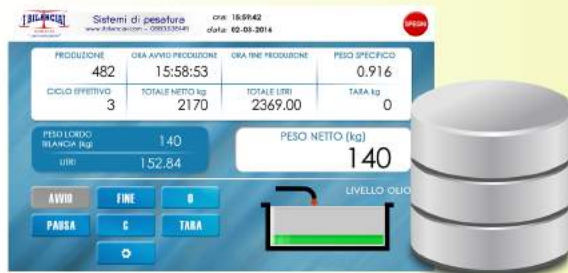 I BILANCIAI
Sistemi di pesatura
ora: 15:59:42
data: 02-03-2016
SPEGNI
PRODUZIONE
482
ORA AVVIO PRODUZIONE
15:58:53
ORA FINE PRODUZIONE
PESO SPECIFICO
0.916
CICLO EFFETTIVO
3
TOTALE NETTO kg
2170
TOTALE LITRI
2369.00
TARA kg
0
PESO LORDO
BILANCIA (kg)
140
LITRI
152.84
PESO NETTO (kg)
140
AVVIO
FINE
0
PAUSA
C
TARA
LIVELLO OLIO